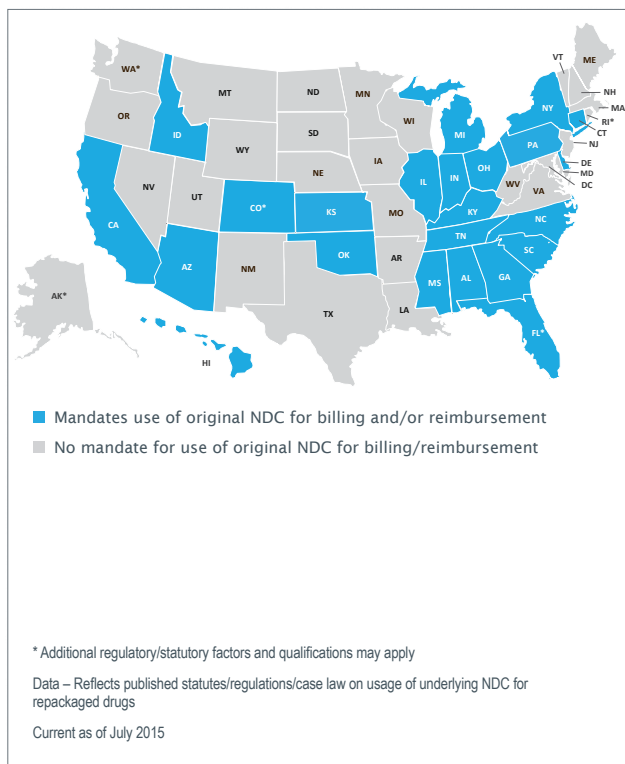 VT
ME
WA*
MT
ND
MN
NH
OR
MA
ID
SD
WI
NY
RI*
MI
CT
WY
PA
NJ
IA
NE
OH
DE
IL
IN
MD
NV
WV
DC
UT
VA
CO*
KS
MO
KY
CA
NC
TN
OK
AR
SC
AZ
NM
MS
AL
GA
AK*
TX
LA
FL*
HI
Mandates use of original NDC for billing and/or reimbursement
No mandate for use of original NDC for billing/reimbursement
* Additional regulatory/statutory factors and qualifications may apply
Data – Reflects published statutes/regulations/case law on usage of underlying NDC for
repackaged drugs
Current as of July 2015